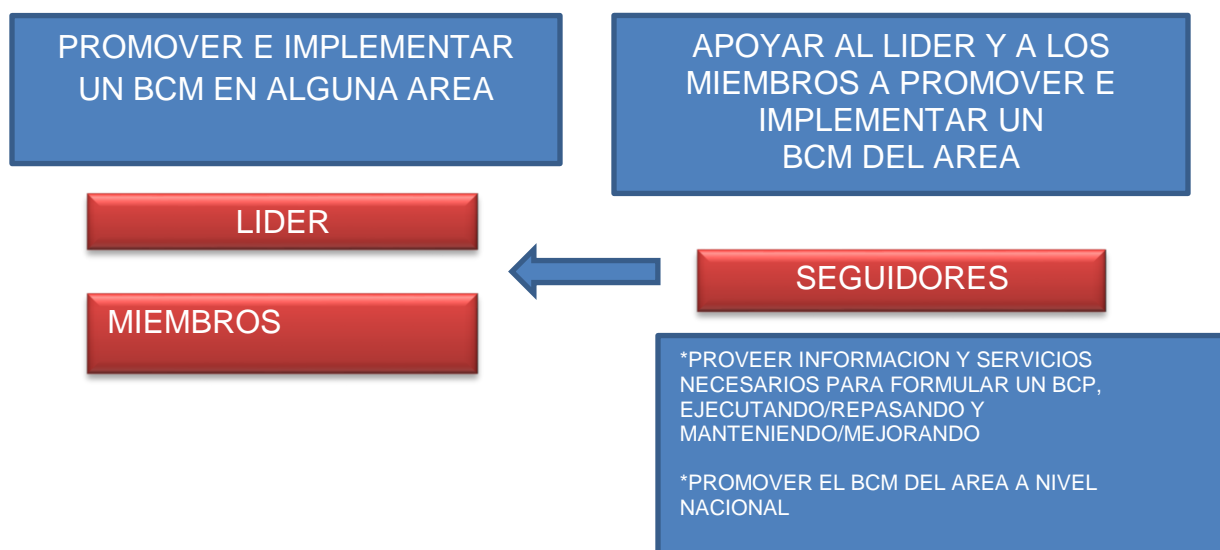 PROMOVER E IMPLEMENTAR
UN BCM EN ALGUNA AREA
APOYAR AL LIDER Y A LOS
MIEMBROS A PROMOVER E
IMPLEMENTAR UN
BCM DEL AREA
LIDER
MIEMBROS
SEGUIDORES
*PROVEER INFORMACION Y SERVICIOS
NECESARIOS PARA FORMULAR UN BCP,
EJECUTANDO/REPASANDO Y
MANTENIENDO/MEJORANDO
*PROMOVER EL BCM DEL AREA A NIVEL
NACIONAL